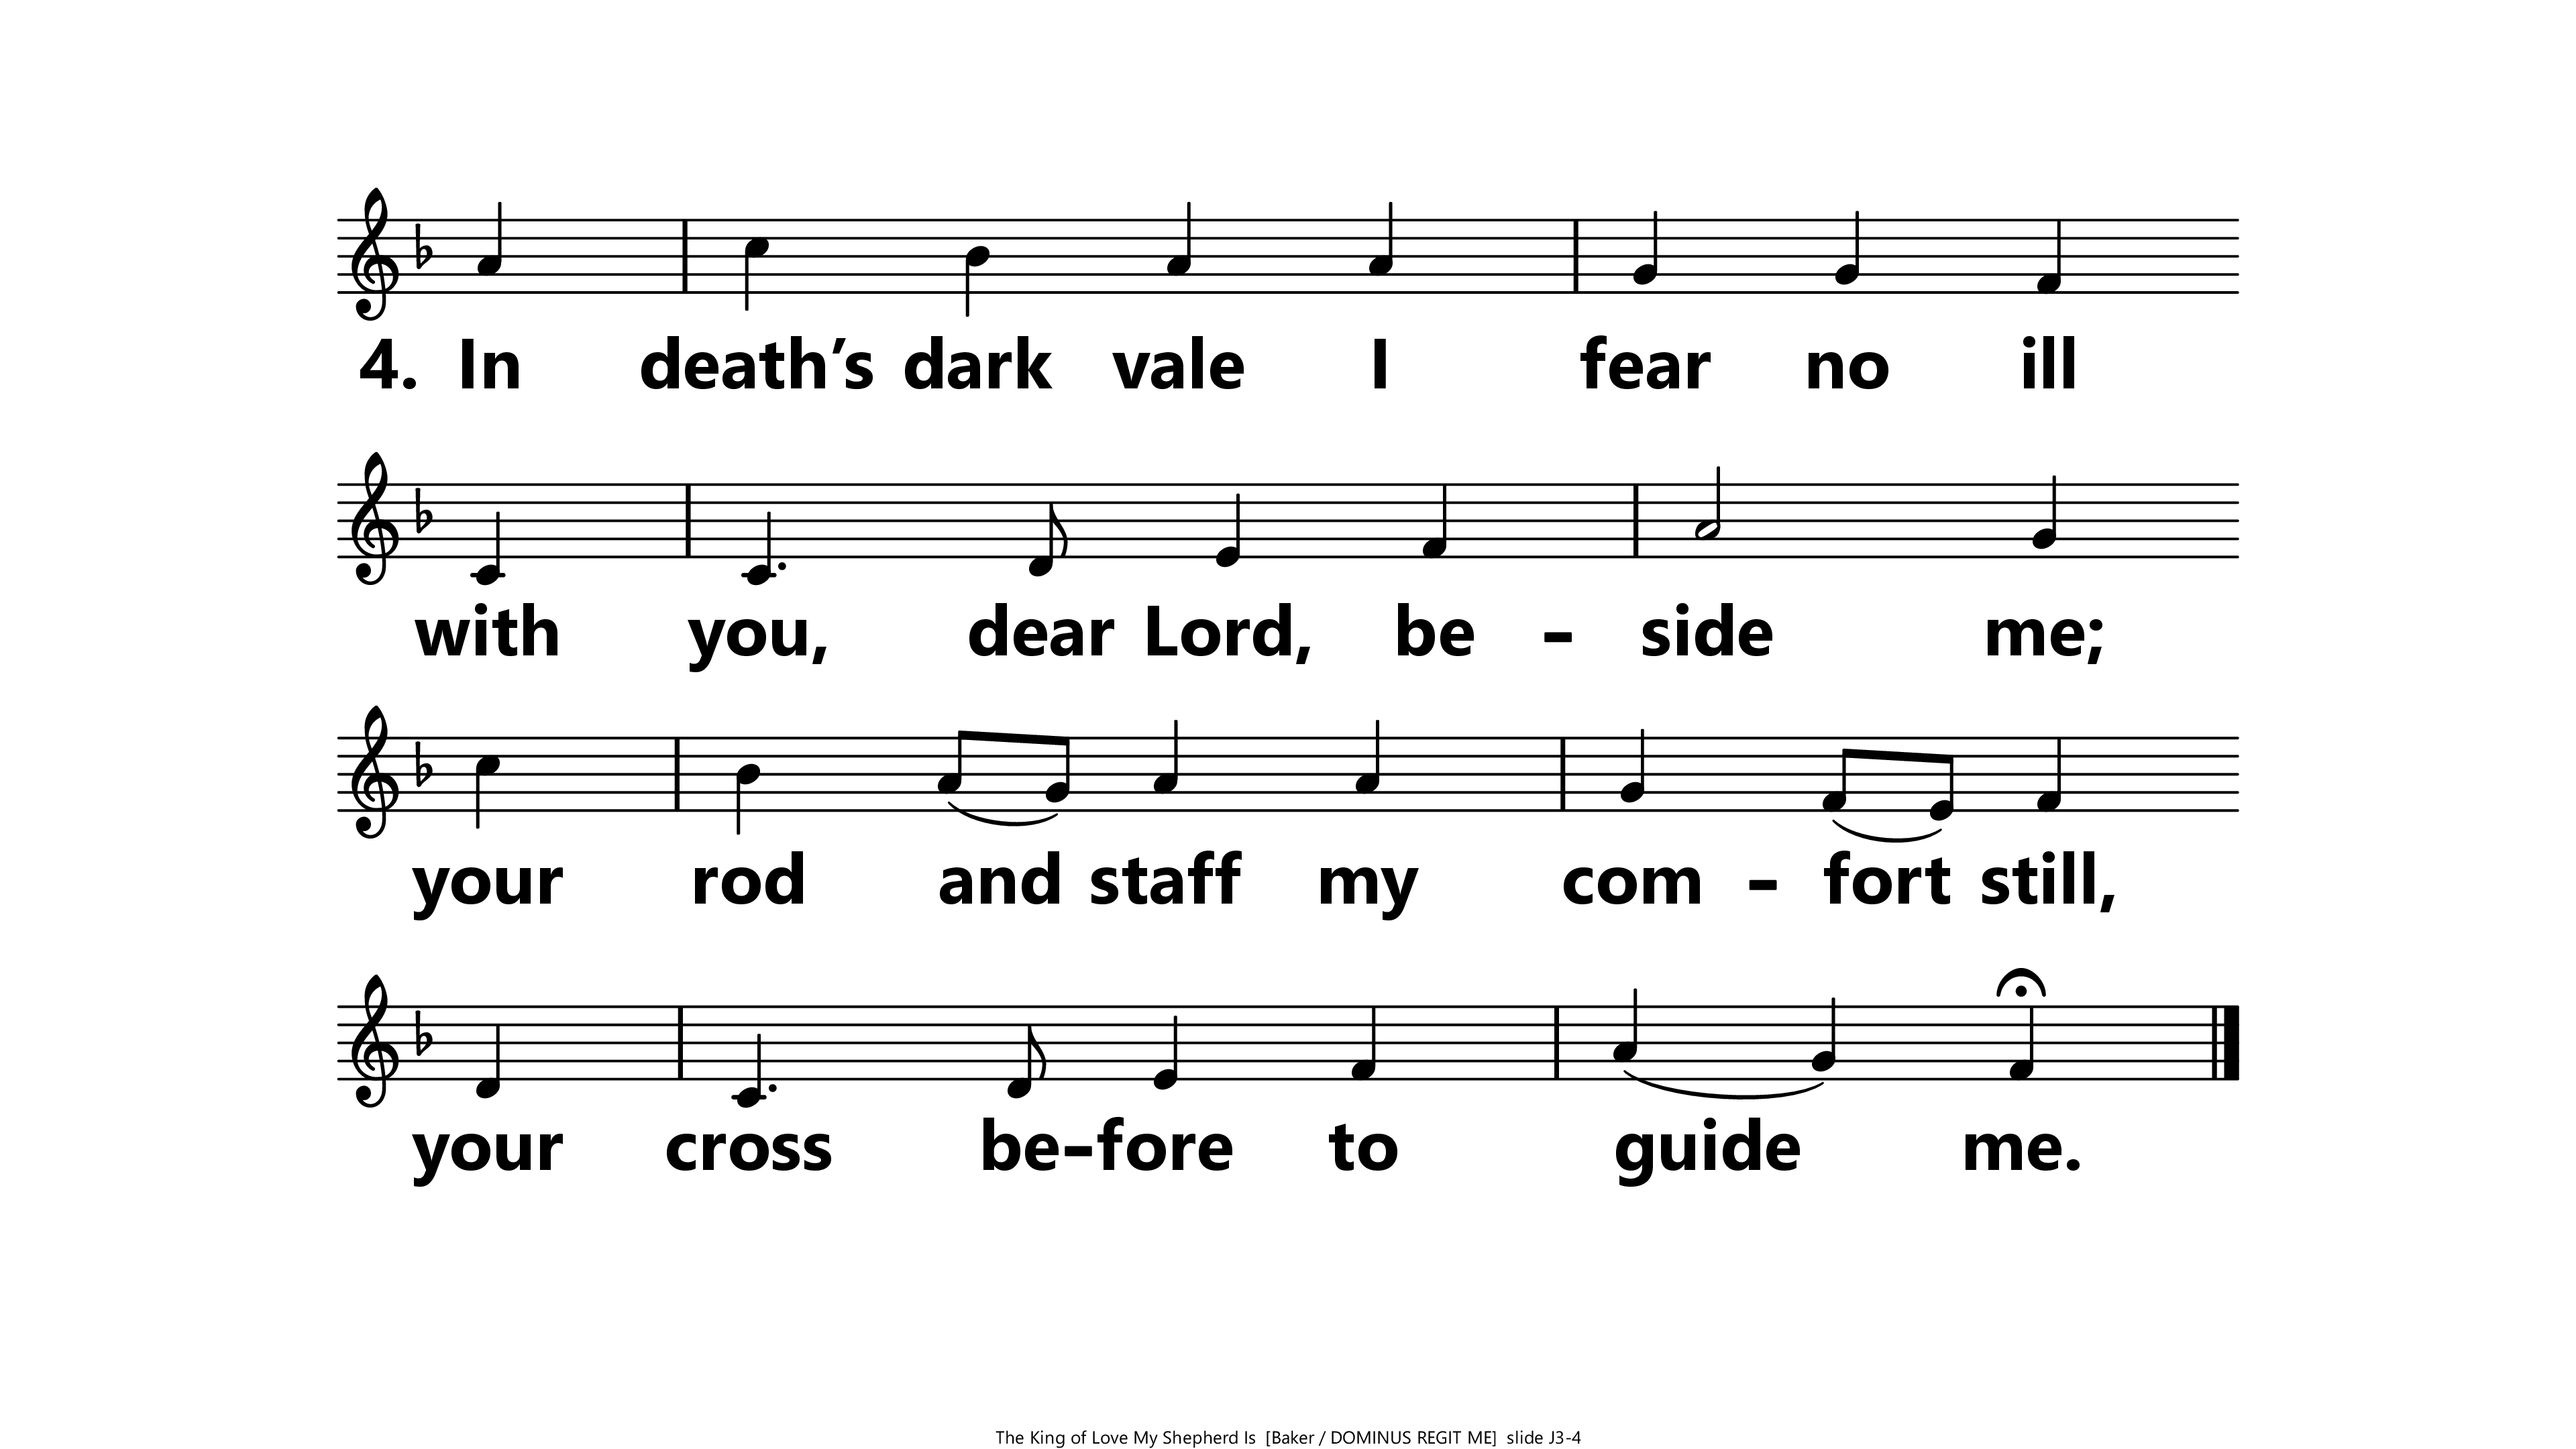 4. In death’s dark vale I fear no ill
with you, dear Lord, be - side me;
your rod and staff my com - fort still,
your cross be-fore to guide me.
The King of Love My Shepherd Is [Baker / DOMINUS REGIT ME] slide J3-4